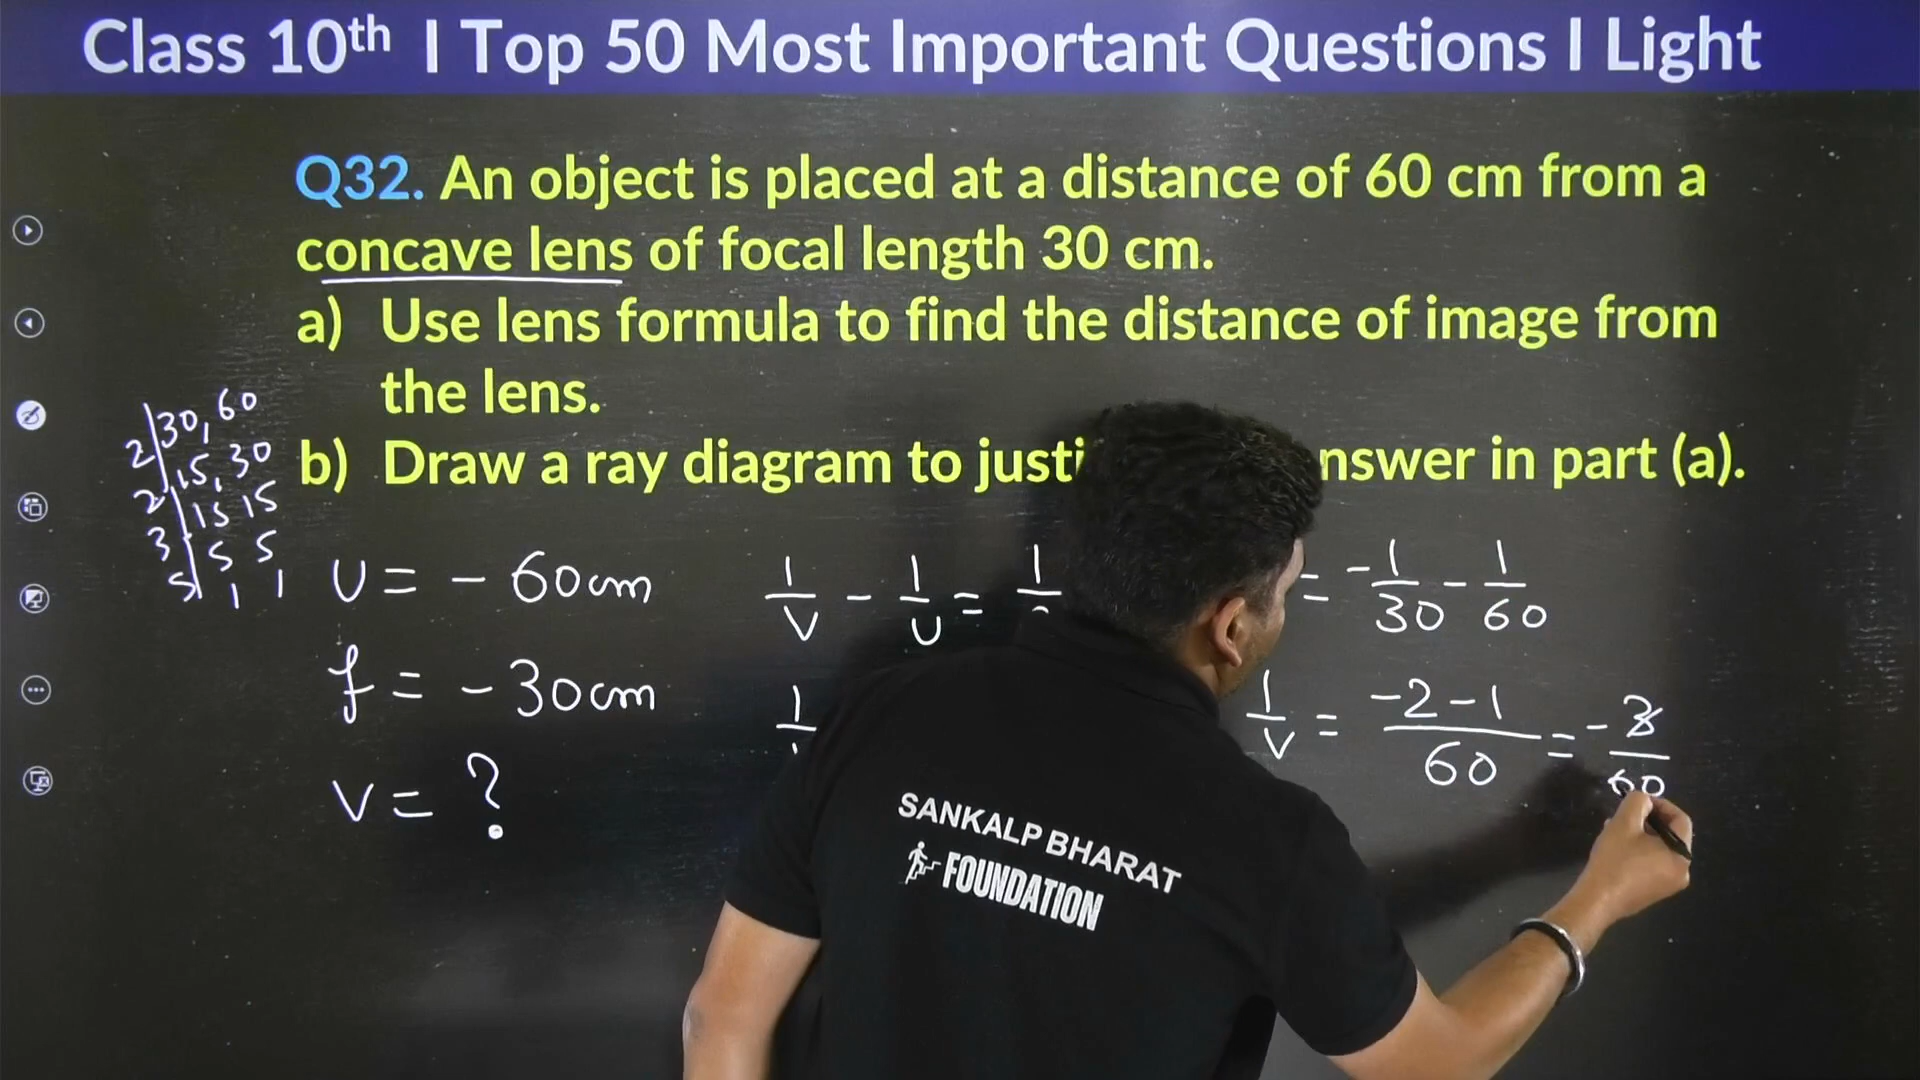 Class 10th I Top 50 Most Important Questions I Light
Q32. An object is placed at a distance of 60 cm from a
concave lens of focal length 30 cm.
a) Use lens formula to find the distance of image from
the lens.
b) Draw a ray diagram to justi nswer in part (a).
2 30, 60
2 15, 30
3 15 15
5 5 5
1 1
U = - 60cm
f = - 30cm
V = ?
1/V - 1/U = 1/
1/
= -1/30 - 1/60
1/V = -2-1/60 = -3/60
SANKALP BHARAT
FOUNDATION